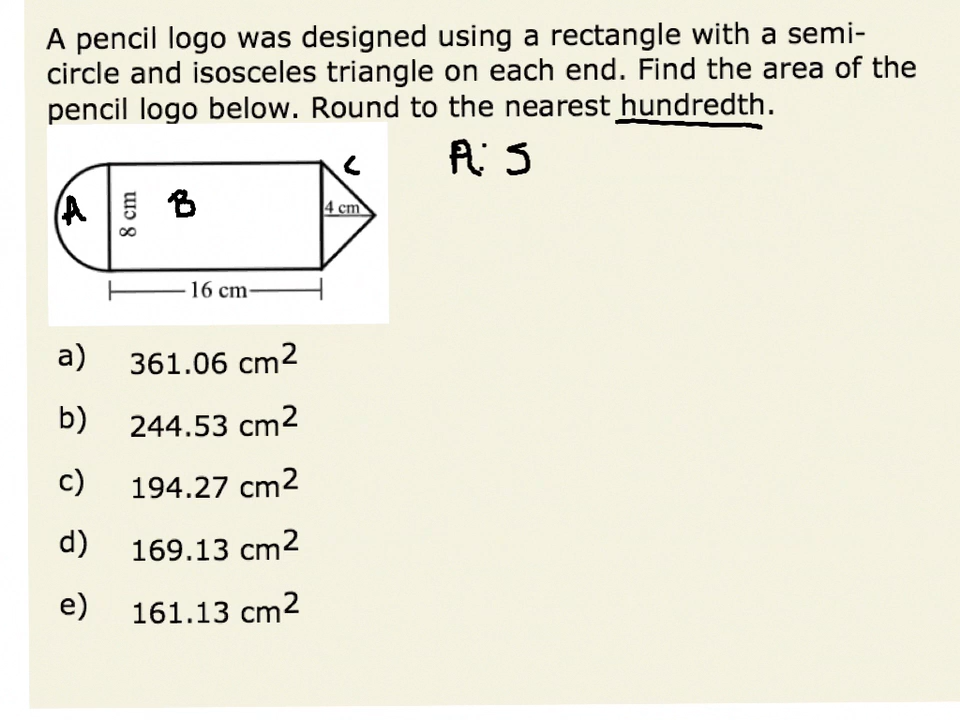 A pencil logo was designed using a rectangle with a semi-
circle and isosceles triangle on each end. Find the area of the
pencil logo below. Round to the nearest hundredth.
A: S
C
A
8 cm
B
4 cm
16 cm
a) 361.06 cm2
b) 244.53 cm2
c) 194.27 cm2
d) 169.13 cm2
e) 161.13 cm2